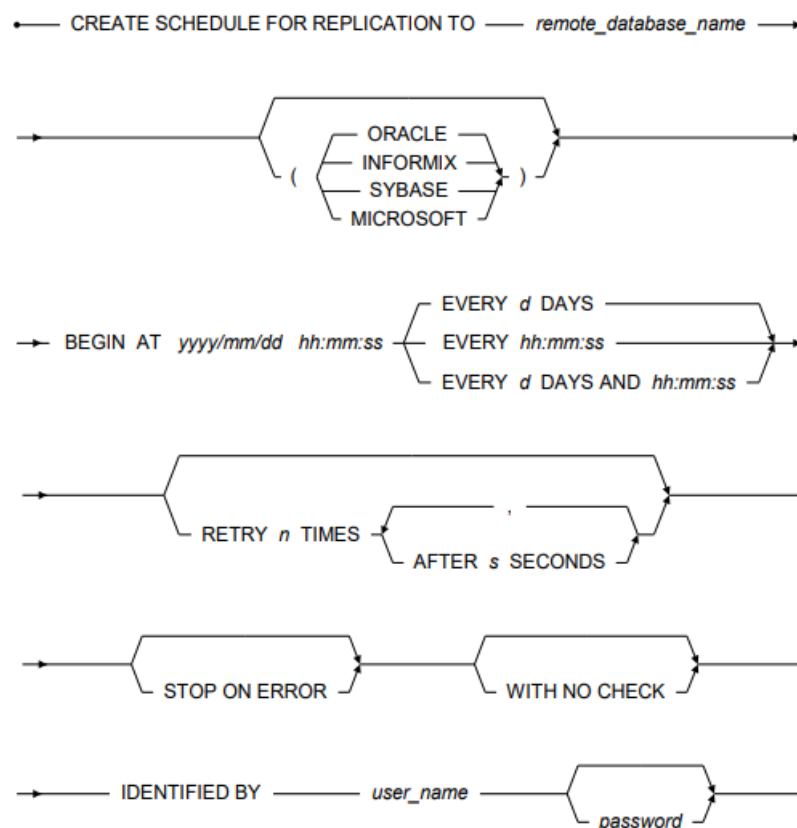 CREATE SCHEDULE FOR REPLICATION TO remote_database_name
ORACLE
INFORMIX
( SYBASE )
MICROSOFT
EVERY d DAYS
BEGIN AT yyyy/mm/dd hh:mm:ss EVERY hh:mm:ss
EVERY d DAYS AND hh:mm:ss
,
RETRY n TIMES
AFTER s SECONDS
STOP ON ERROR WITH NO CHECK
IDENTIFIED BY user_name
password